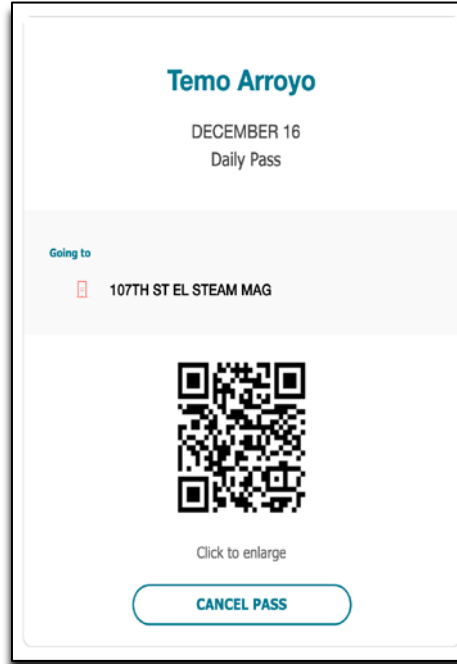 Temo Arroyo
DECEMBER 16
Daily Pass
Going to
107TH ST EL STEAM MAG
Click to enlarge
CANCEL PASS